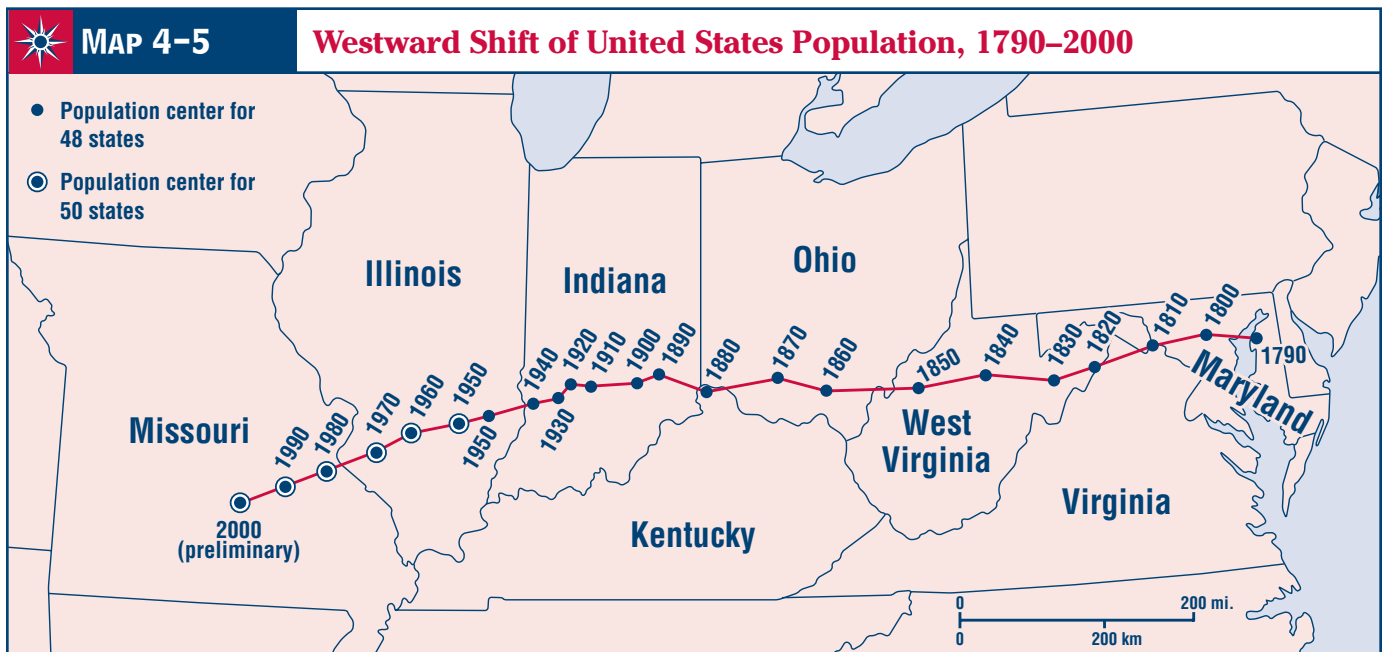 MAP 4–5
Westward Shift of United States Population, 1790–2000
Population center for
48 states
Population center for
50 states
Illinois
Indiana
Ohio
Missouri
Kentucky
West
Virginia
Virginia
Maryland
2000
(preliminary)
1990
1980
1970
1960
1950
1950
1940
1930
1920
1910
1900
1890
1880
1870
1860
1850
1840
1830
1820
1810
1800
1790
0
200 mi.
0
200 km